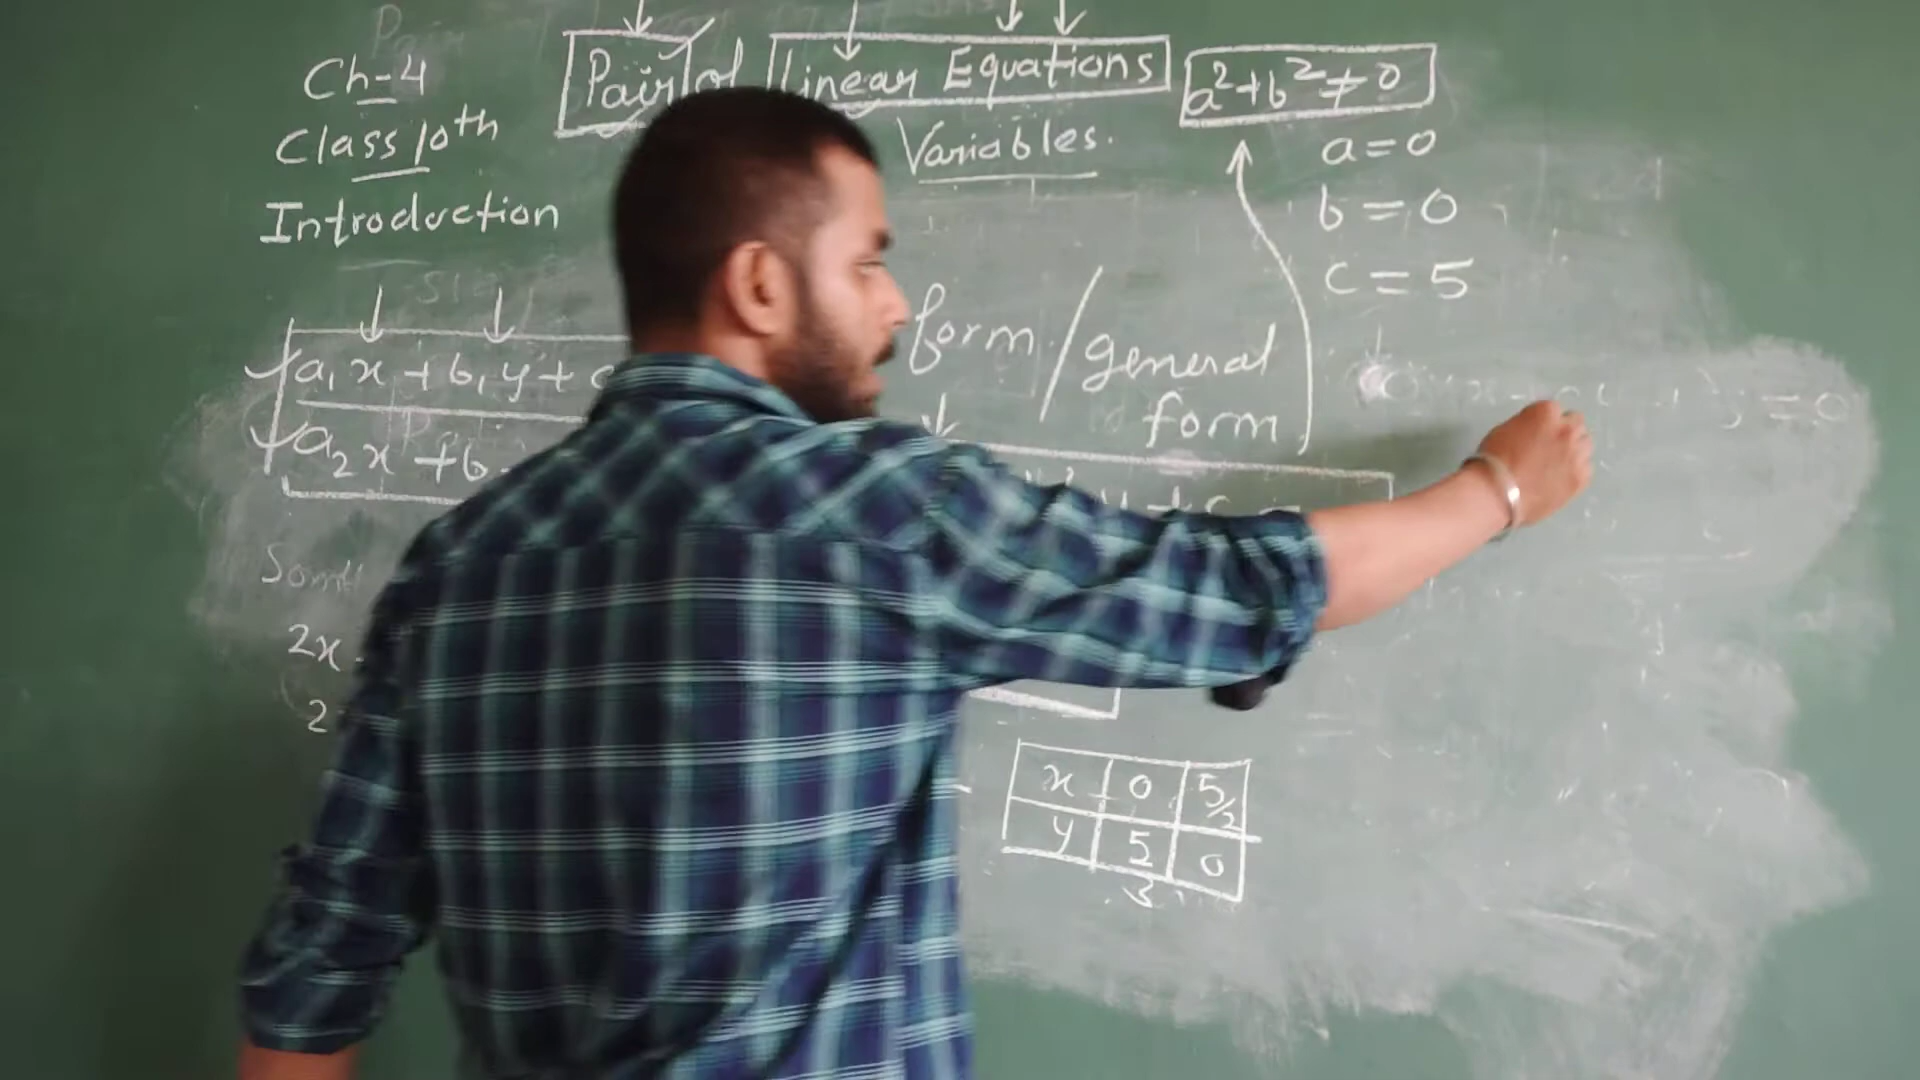 Ch-4
Pair of Linear Equations
a²+b²≠0
Class 10th
Variables.
a=0
Introduction
b=0
c=5
form/general
form
a₁x+b₁y+
a₂x+b
y+c=
2x
2
x 0 5/2
y 5 0
3